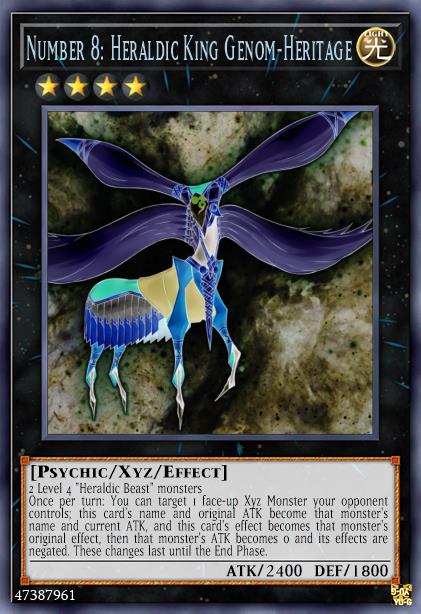 Number 8: Heraldic King Genom-Heritage
LIGHT
光
[Psychic/Xyz/Effect]
2 Level 4 "Heraldic Beast" monsters
Once per turn: You can target 1 face-up Xyz Monster your opponent
controls; this card's name and original ATK become that monster's
name and current ATK, and this card's effect becomes that monster's
original effect, then that monster's ATK becomes 0 and its effects are
negated. These changes last until the End Phase.
ATK/2400 DEF/1800
47387961